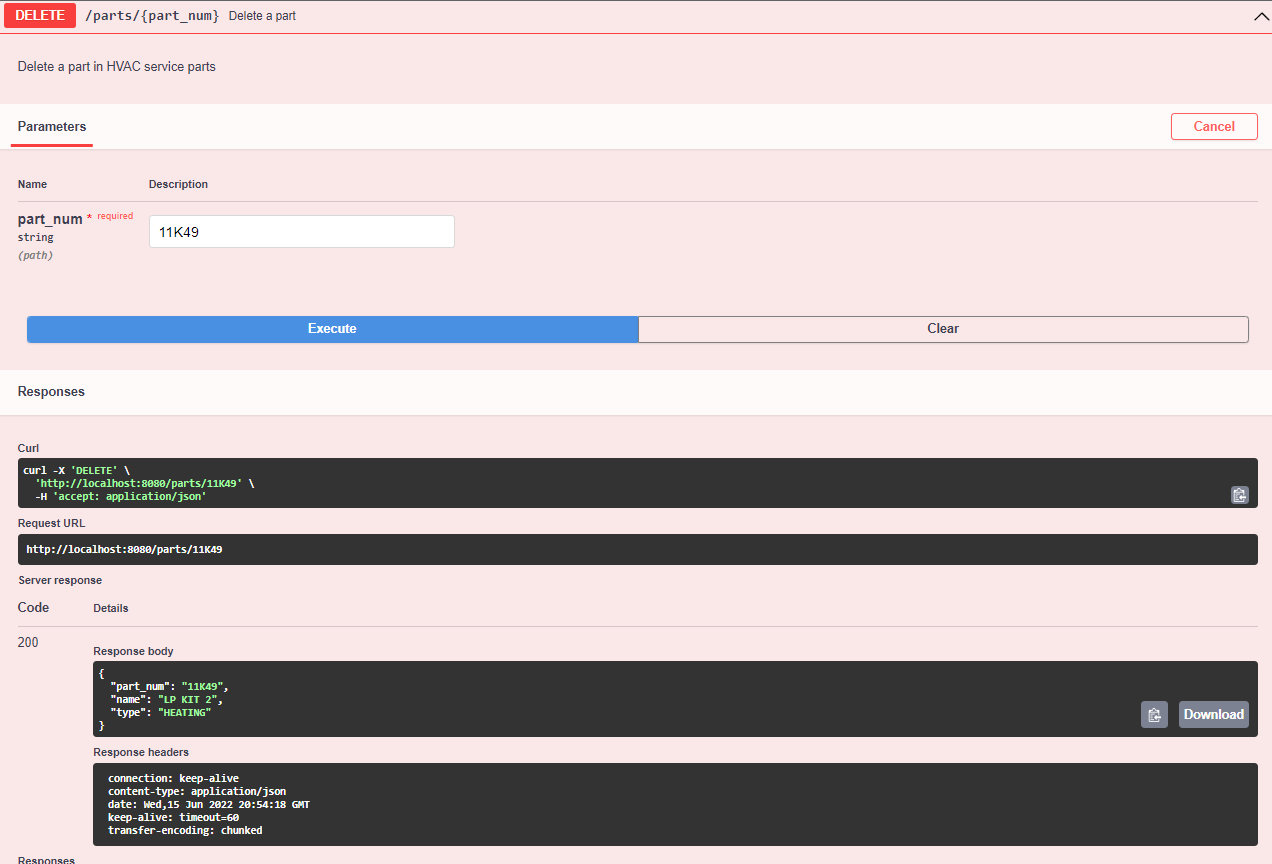 DELETE /parts/{part_num} Delete a part
Delete a part in HVAC service parts
Parameters
Cancel
Name Description
part_num * required
string
(path)
11K49
Execute Clear
Responses
Curl
curl -X 'DELETE' \
'http://localhost:8080/parts/11K49' \
-H 'accept: application/json'
Request URL
http://localhost:8080/parts/11K49
Server response
Code Details
200
Response body
{
"part_num": "11K49",
"name": "LP KIT 2",
"type": "HEATING"
}
Download
Response headers
connection: keep-alive
content-type: application/json
date: Wed,15 Jun 2022 20:54:18 GMT
keep-alive: timeout=60
transfer-encoding: chunked
Responses